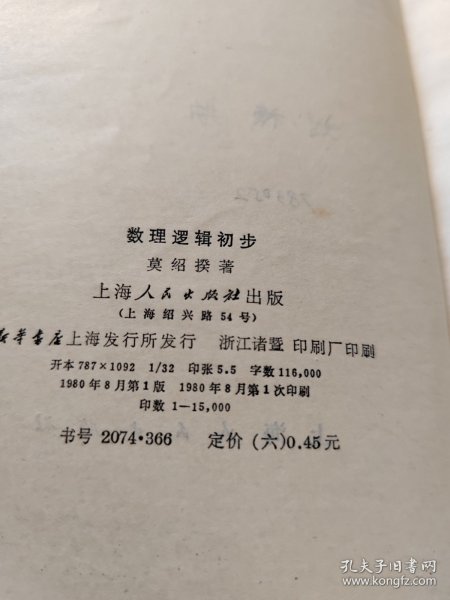 数理逻辑初步
莫绍揆著
上海人民出版社出版
(上海绍兴路54号)
新华书店上海发行所发行 浙江诸暨印刷厂印刷
开本 787×1092 1/32 印张 5.5 字数 116,000
1980年8月第1版 1980年8月第1次印刷
印数 1—15,000
书号 2074·366 定价 (六) 0.45元
孔夫子旧书网
www.kongfz.com